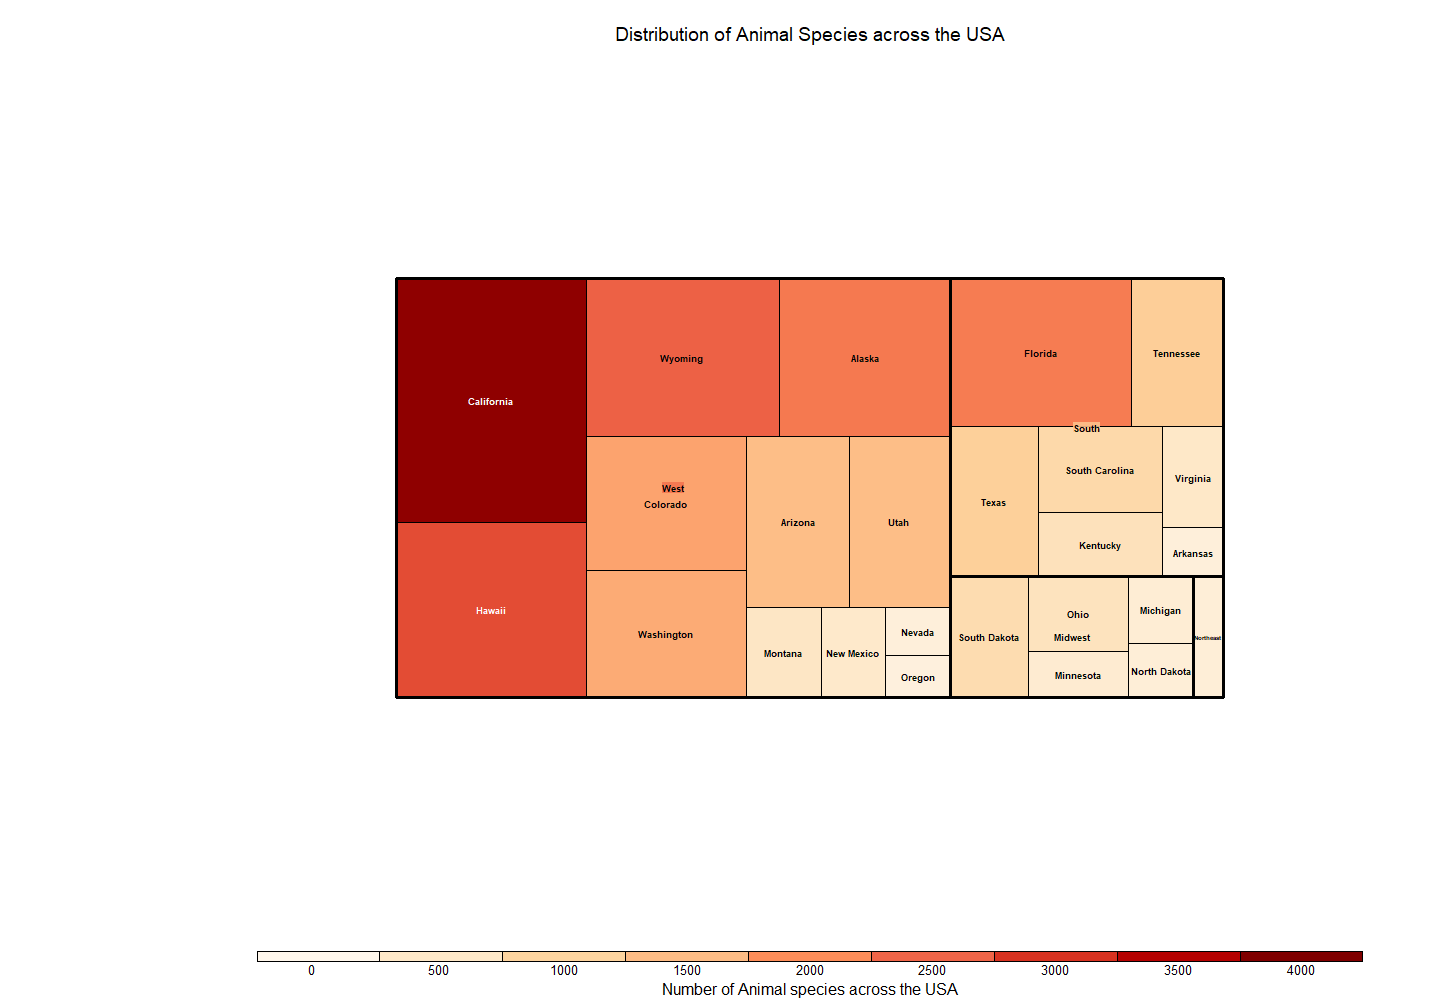 Distribution of Animal Species across the USA
California
Hawaii
Wyoming
Alaska
West
Colorado
Washington
Arizona
Utah
Montana
New Mexico
Nevada
Oregon
Florida
Tennessee
South
Texas
South Carolina
Kentucky
Virginia
Arkansas
South Dakota
Ohio
Midwest
Minnesota
Michigan
North Dakota
Northeast
0 500 1000 1500 2000 2500 3000 3500 4000
Number of Animal species across the USA